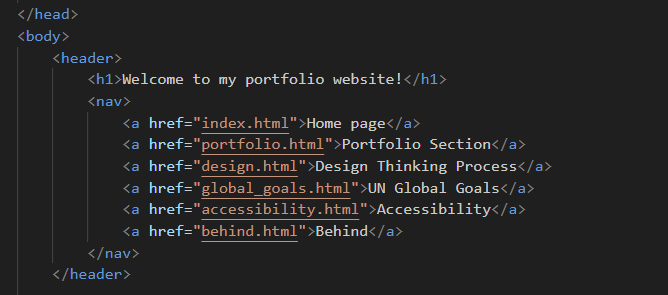 </head>
<body>
<header>
<h1>Welcome to my portfolio website!</h1>
<nav>
<a href="index.html">Home page</a>
<a href="portfolio.html">Portfolio Section</a>
<a href="design.html">Design Thinking Process</a>
<a href="global_goals.html">UN Global Goals</a>
<a href="accessibility.html">Accessibility</a>
<a href="behind.html">Behind</a>
</nav>
</header>